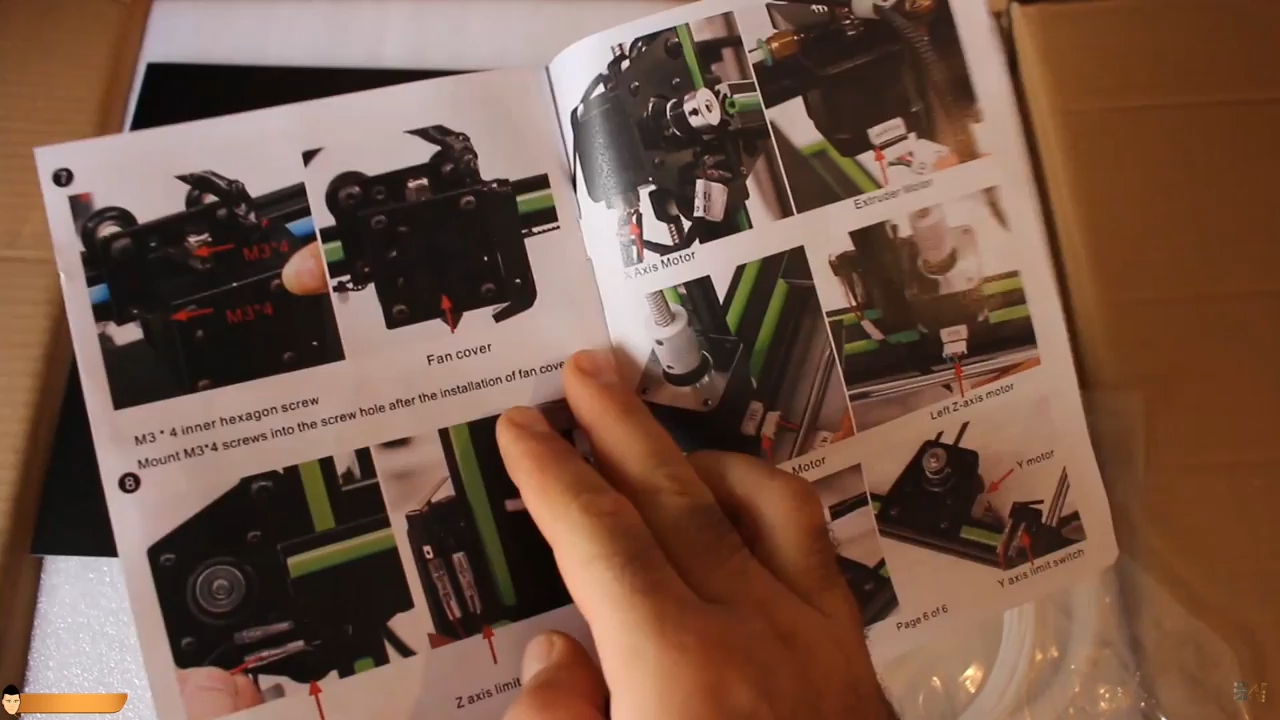 7
M3*4
M3*4
Fan cover
M3 * 4 inner hexagon screw
Mount M3*4 screws into the screw hole after the installation of fan cove
8
Z axis limit
X Axis Motor
Extruder Motor
Motor
Left Z-axis motor
Y motor
Y axis limit switch
Page 6 of 6